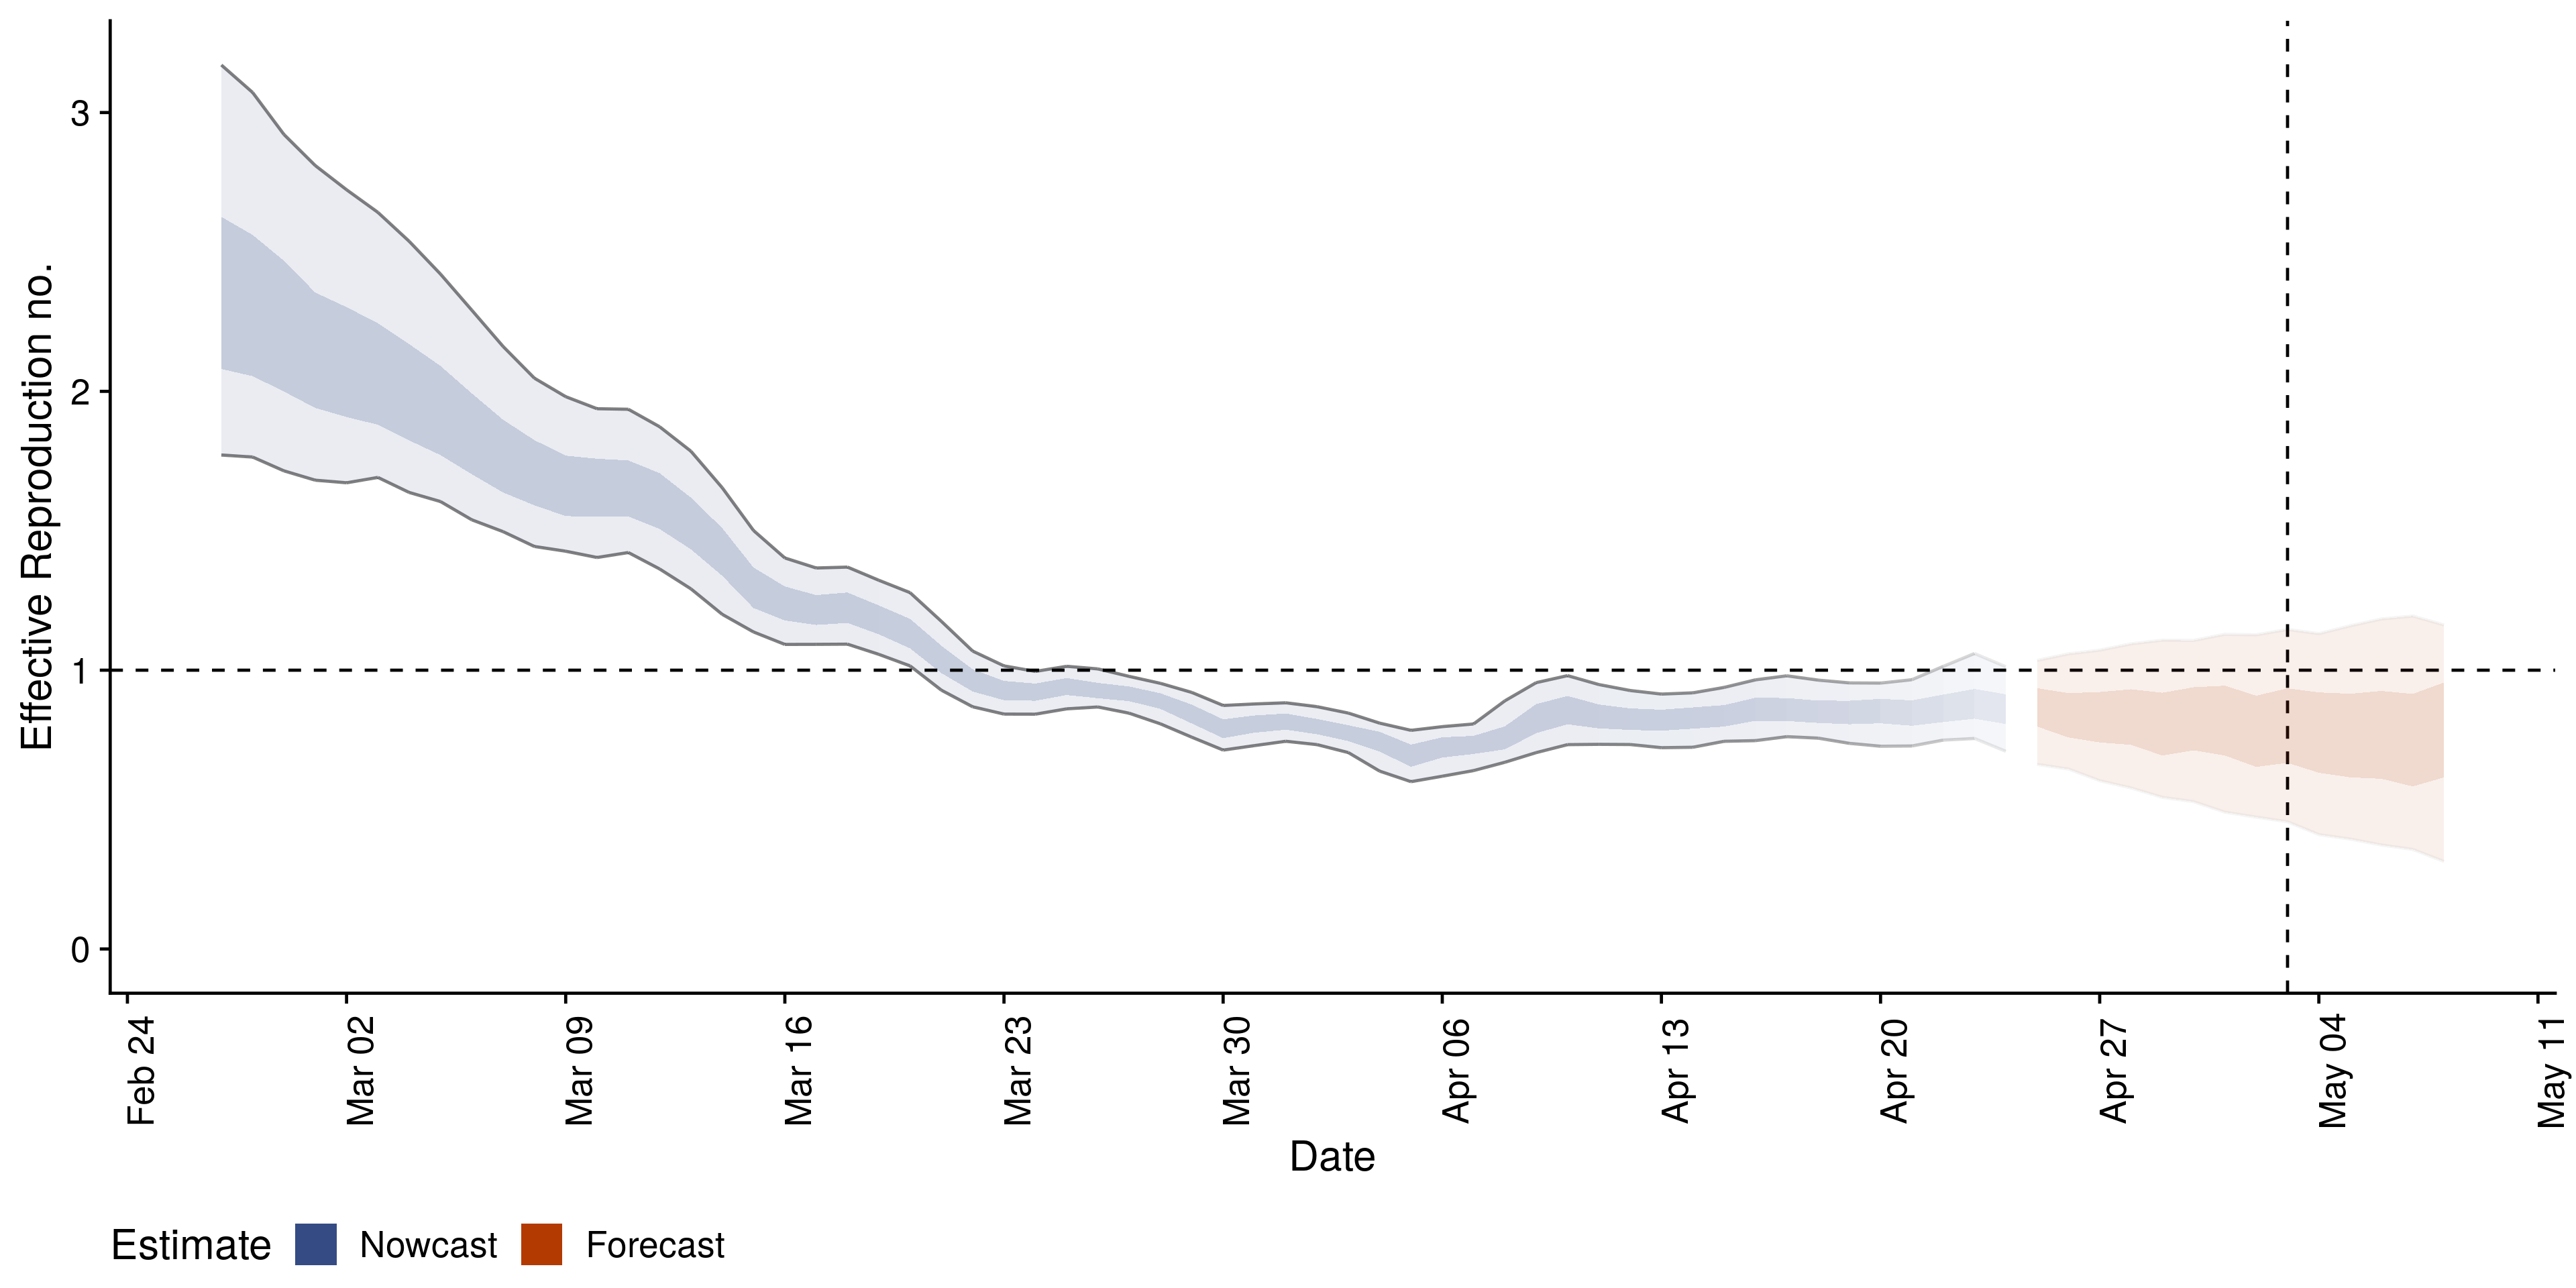 Effective Reproduction no.
3
2
1
0
Feb 24
Mar 02
Mar 09
Mar 16
Mar 23
Mar 30
Apr 06
Apr 13
Apr 20
Apr 27
May 04
May 11
Date
Estimate Nowcast Forecast